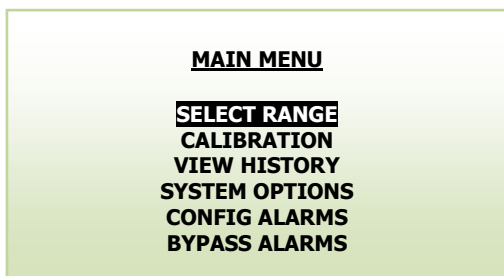 MAIN MENU
SELECT RANGE
CALIBRATION
VIEW HISTORY
SYSTEM OPTIONS
CONFIG ALARMS
BYPASS ALARMS